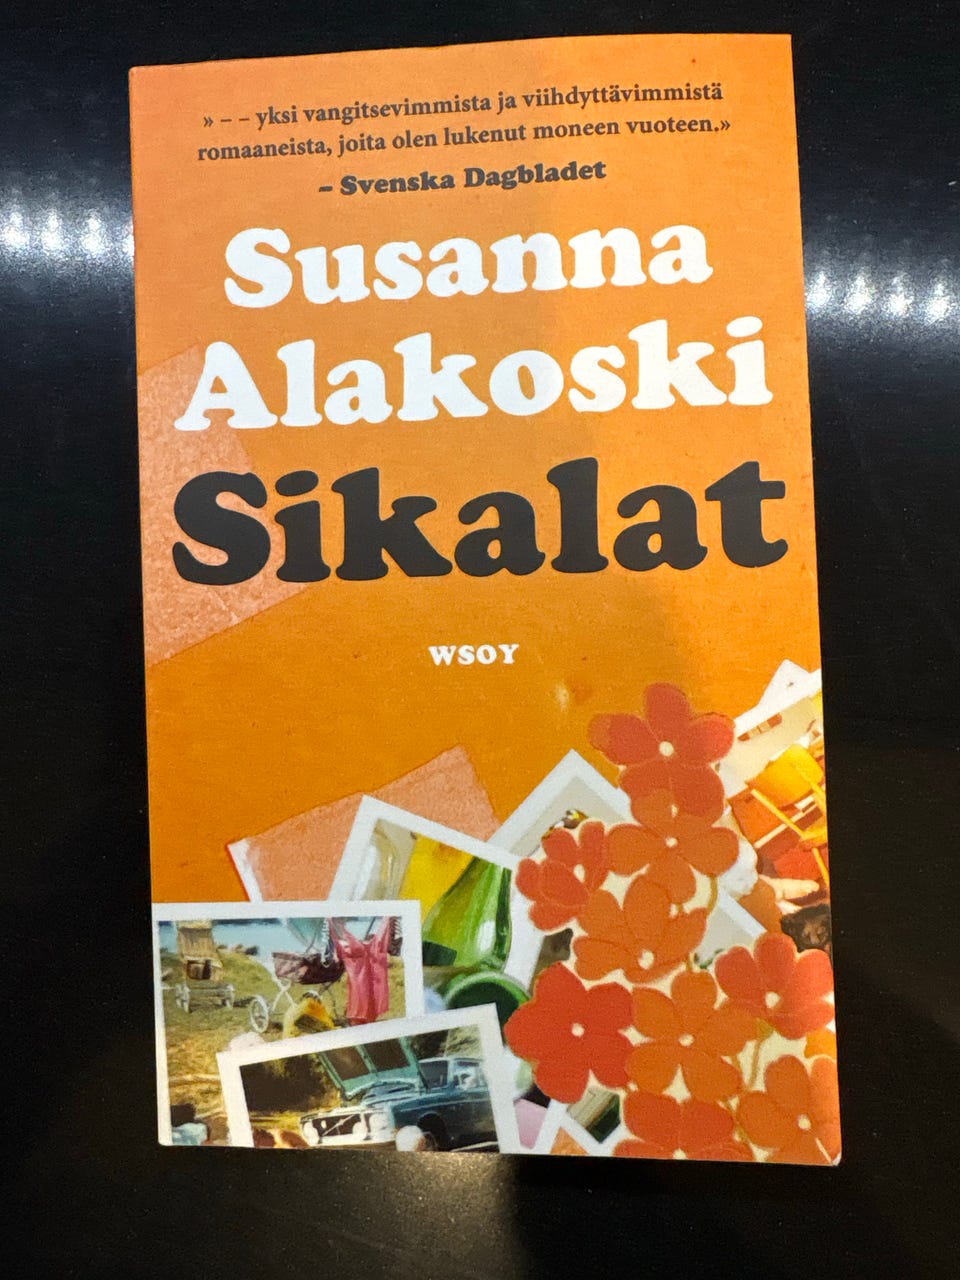 » – – yksi vangitsevimmista ja viihdyttävimmistä
romaaneista, joita olen lukenut moneen vuoteen.»
– Svenska Dagbladet
Susanna
Alakoski
Sikalat
WSOY